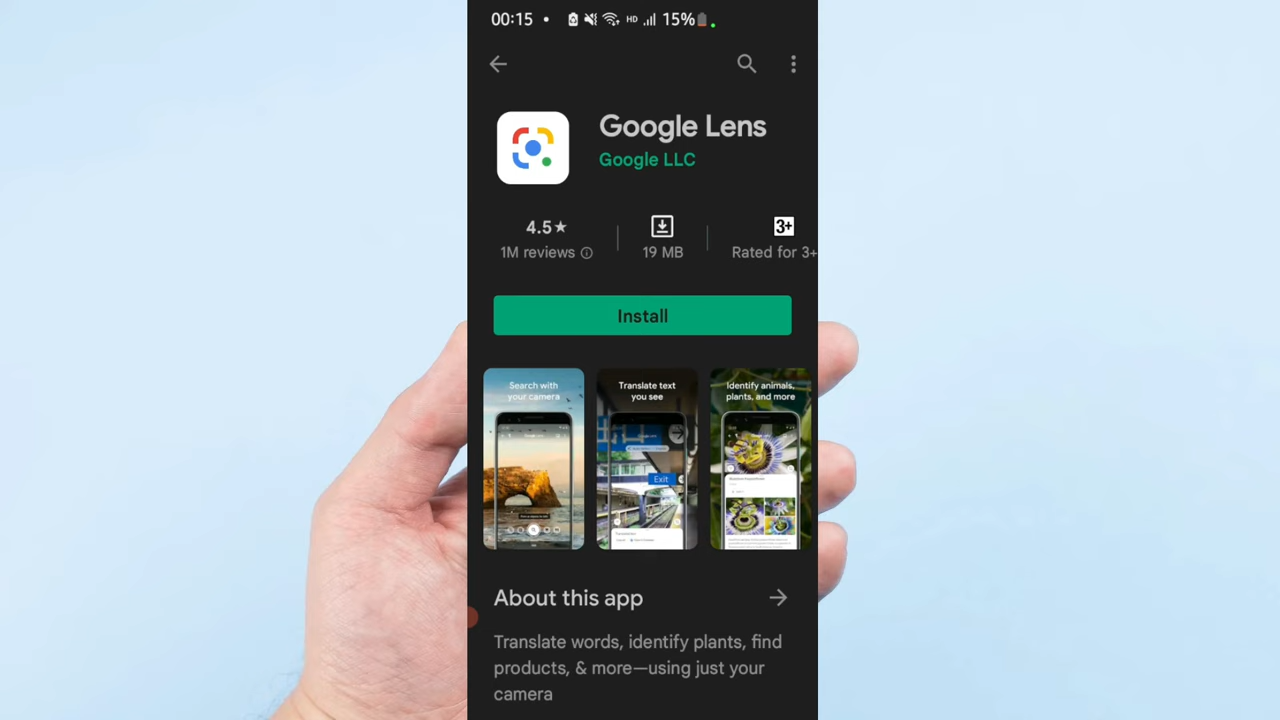 00:15 • HD 15%
Google Lens
Google LLC
4.5★
1M reviews
19 MB
3+
Rated for 3+
Install
Search with
your camera
Translate text
you see
Exit
Identify animals,
plants, and more
About this app
Translate words, identify plants, find
products, & more—using just your
camera